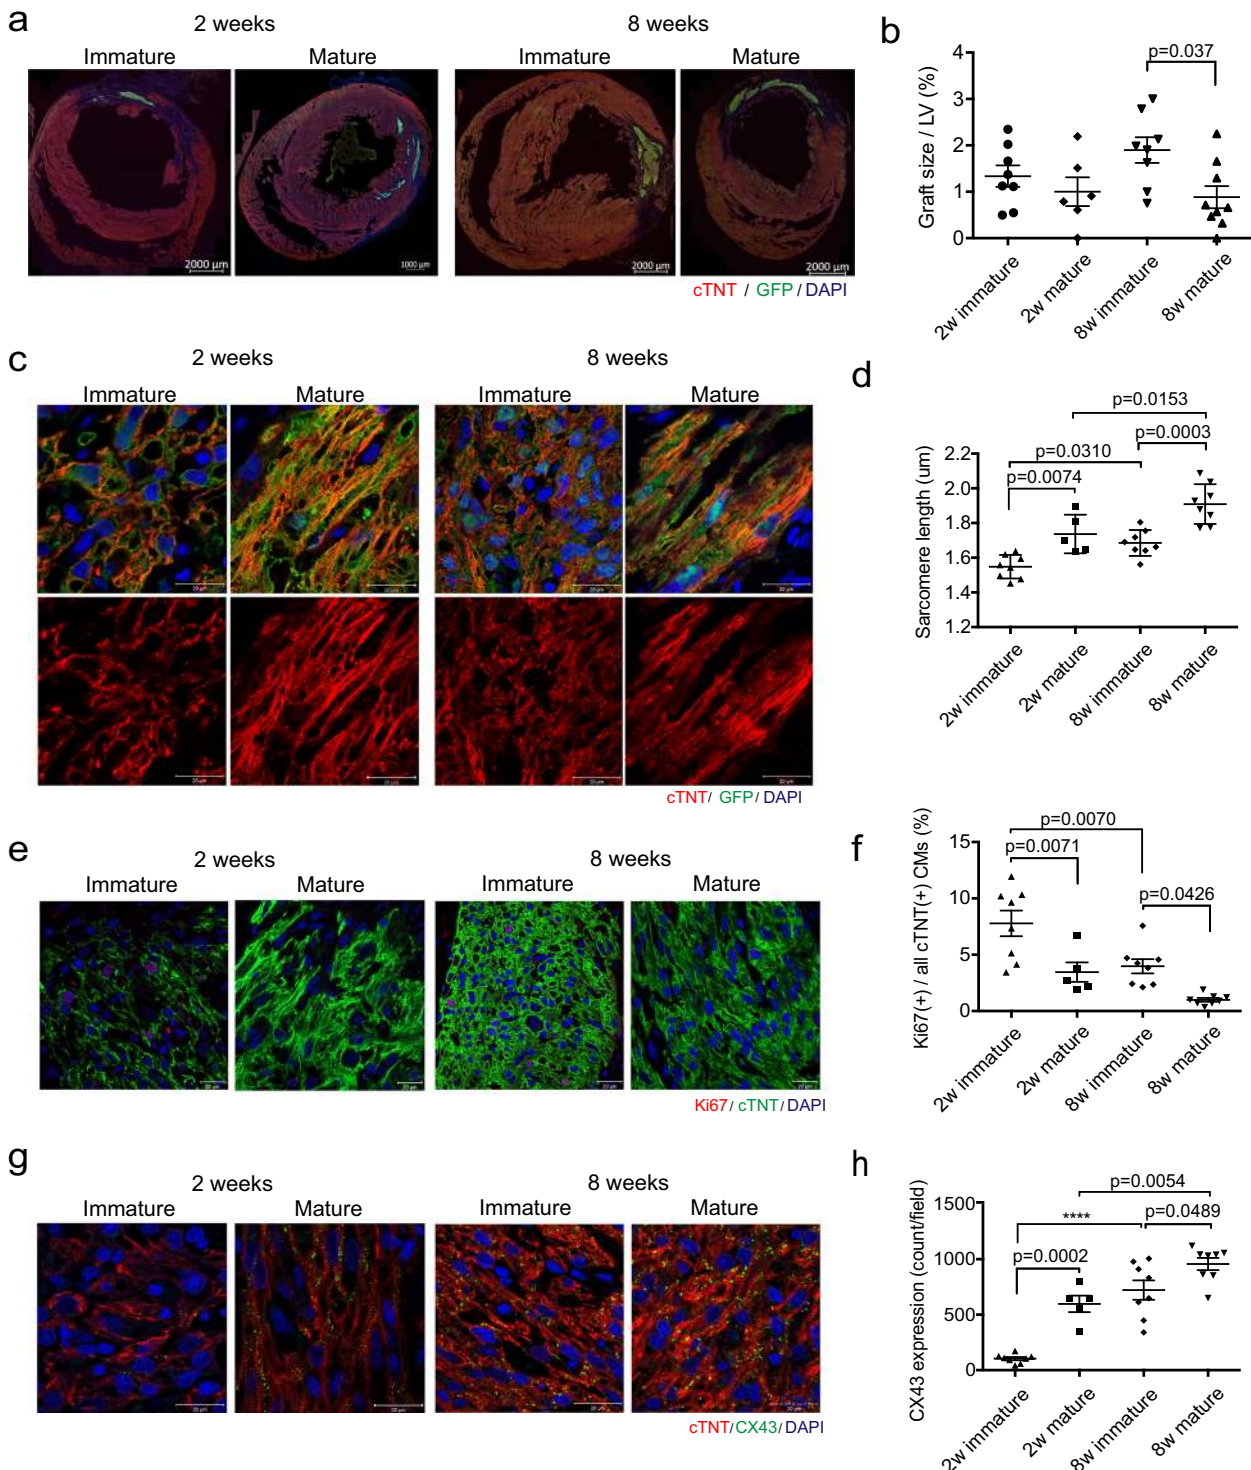 a
2 weeks
8 weeks
Immature
Mature
Immature
Mature
2000 µm
1000 µm
2000 µm
2000 µm
cTNT / GFP / DAPI
b
Graft size / LV (%)
4
3
2
1
0
p=0.037
2w immature
2w mature
8w immature
8w mature
c
2 weeks
8 weeks
Immature
Mature
Immature
Mature
cTNT/ GFP/ DAPI
d
Sarcomere length (um)
2.2
2.0
1.8
1.6
1.4
1.2
p=0.0153
p=0.0003
p=0.0310
p=0.0074
2w immature
2w mature
8w immature
8w mature
e
2 weeks
8 weeks
Immature
Mature
Immature
Mature
Ki67/cTNT/DAPI
f
Ki67(+) / all cTNT(+) CMs (%)
15
10
5
0
p=0.0070
p=0.0071
p=0.0426
2w immature
2w mature
8w immature
8w mature
g
2 weeks
8 weeks
Immature
Mature
Immature
Mature
cTNT/CX43/DAPI
h
CX43 expression (count/field)
1500
1000
500
0
p=0.0054
p=0.0489
****
p=0.0002
2w immature
2w mature
8w immature
8w mature